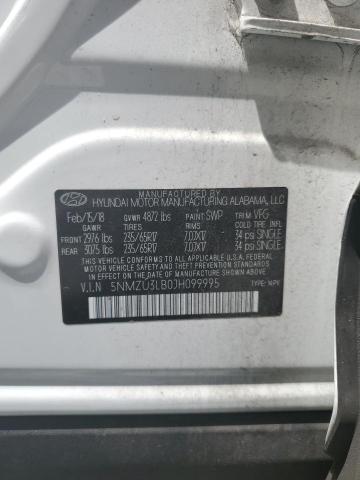 MANUFACTURED BY
HYUNDAI MOTOR MANUFACTURING ALABAMA, LLC
Feb/15/18 GVWR 4872 lbs PAINT SWP TRIM VFG
GAWR TIRES RIMS COLD TIRE INFL
FRONT 2976 lbs 235/65R17 7.0JX17 34 psi SINGLE
REAR 3075 lbs 235/65R17 7.0JX17 34 psi SINGLE
THIS VEHICLE CONFORMS TO ALL APPLICABLE U.S. FEDERAL MOTOR VEHICLE SAFETY, BUMPER, AND THEFT PREVENTION STANDARDS IN EFFECT ON THE DATE OF MANUFACTURE SHOWN ABOVE.
V.I.N 5NMZU3LB0JH099995 TYPE: MPV